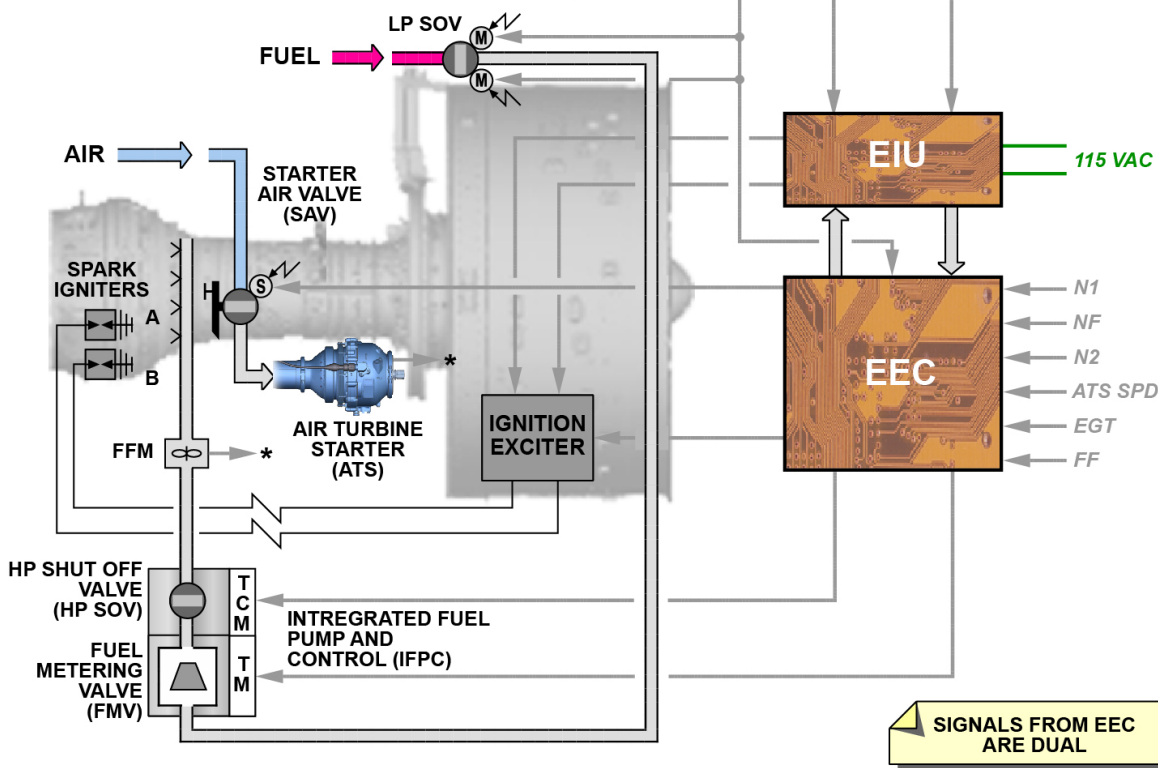 LP SOV
M
FUEL
M
AIR
EIU
115 VAC
STARTER
AIR VALVE
(SAV)
SPARK
IGNITERS
S
A
B
N1
NF
N2
ATS SPD
EGT
FF
EEC
*
AIR TURBINE
STARTER
(ATS)
IGNITION
EXCITER
FFM
*
HP SHUT OFF
VALVE
(HP SOV)
TCM
INTREGRATED FUEL
PUMP AND
CONTROL (IFPC)
FUEL
METERING
VALVE
(FMV)
TM
SIGNALS FROM EEC
ARE DUAL